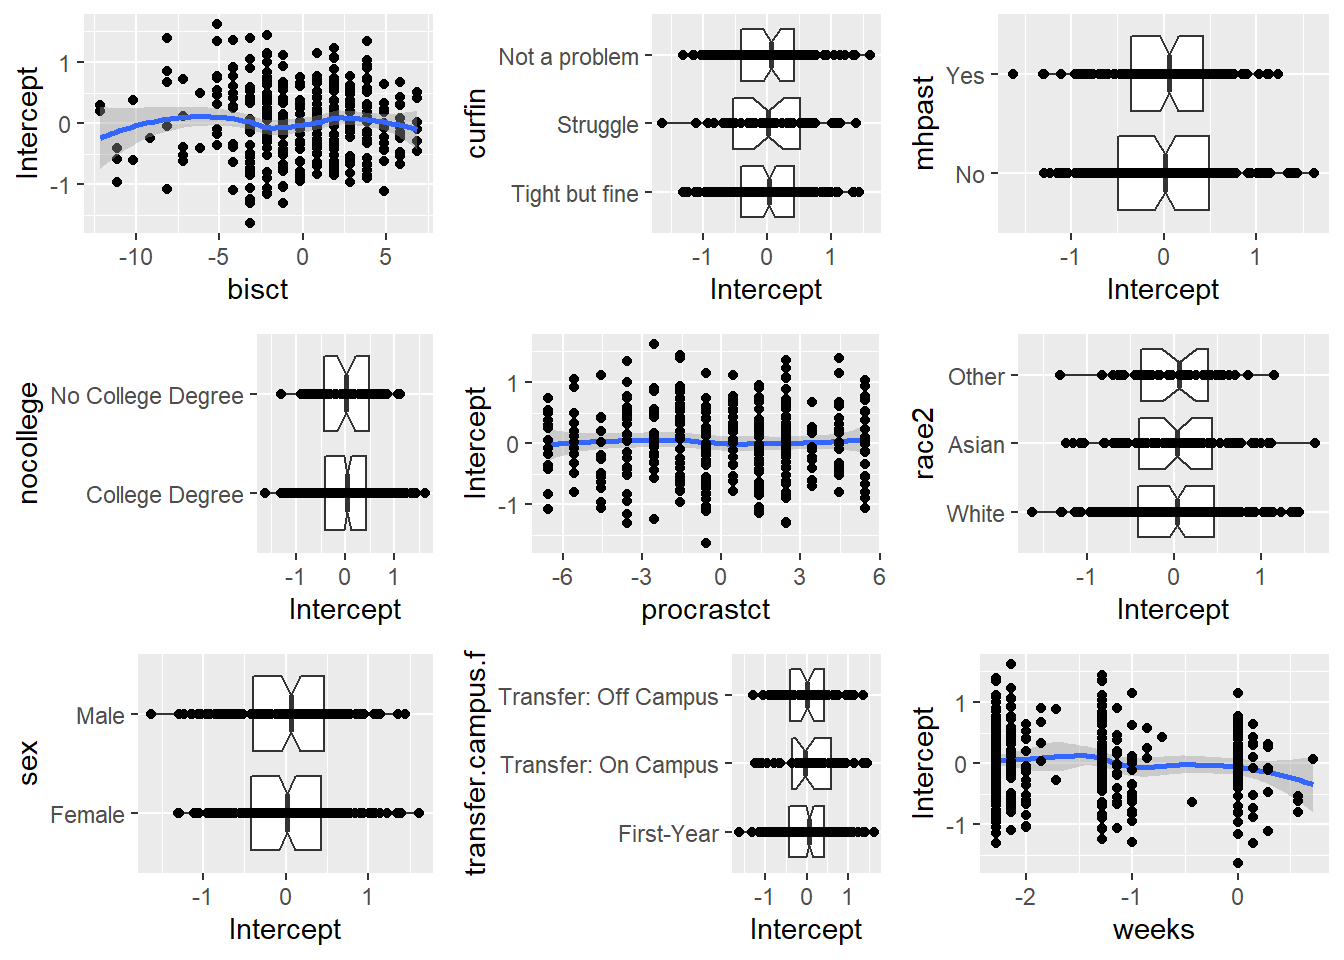 Intercept
1
0
-1
-10
-5
0
5
bisct
curfin
Not a problem
Struggle
Tight but fine
-1
0
1
Intercept
mhpast
Yes
No
-1
0
1
Intercept
nocollege
No College Degree
College Degree
-1
0
1
Intercept
Intercept
1
0
-1
-6
-3
0
3
6
procrastct
race2
Other
Asian
White
-1
0
1
Intercept
sex
Male
Female
-1
0
1
Intercept
transfer.campus.f
Transfer: Off Campus
Transfer: On Campus
First-Year
-1
0
1
Intercept
Intercept
1
0
-1
-2
-1
0
weeks